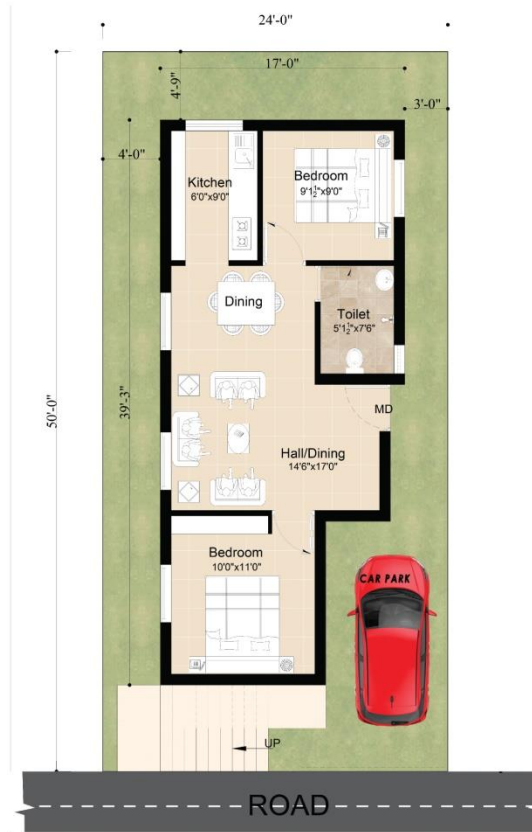 24'-0"
17'-0"
4'-9"
3'-0"
4'-0"
Kitchen
6'0"x9'0"
Bedroom
9'1½"x9'0"
Dining
Toilet
5'1½"x7'6"
50'-0"
39'-3"
MD
Hall/Dining
14'6"x17'0"
Bedroom
10'0"x11'0"
CAR PARK
UP
ROAD